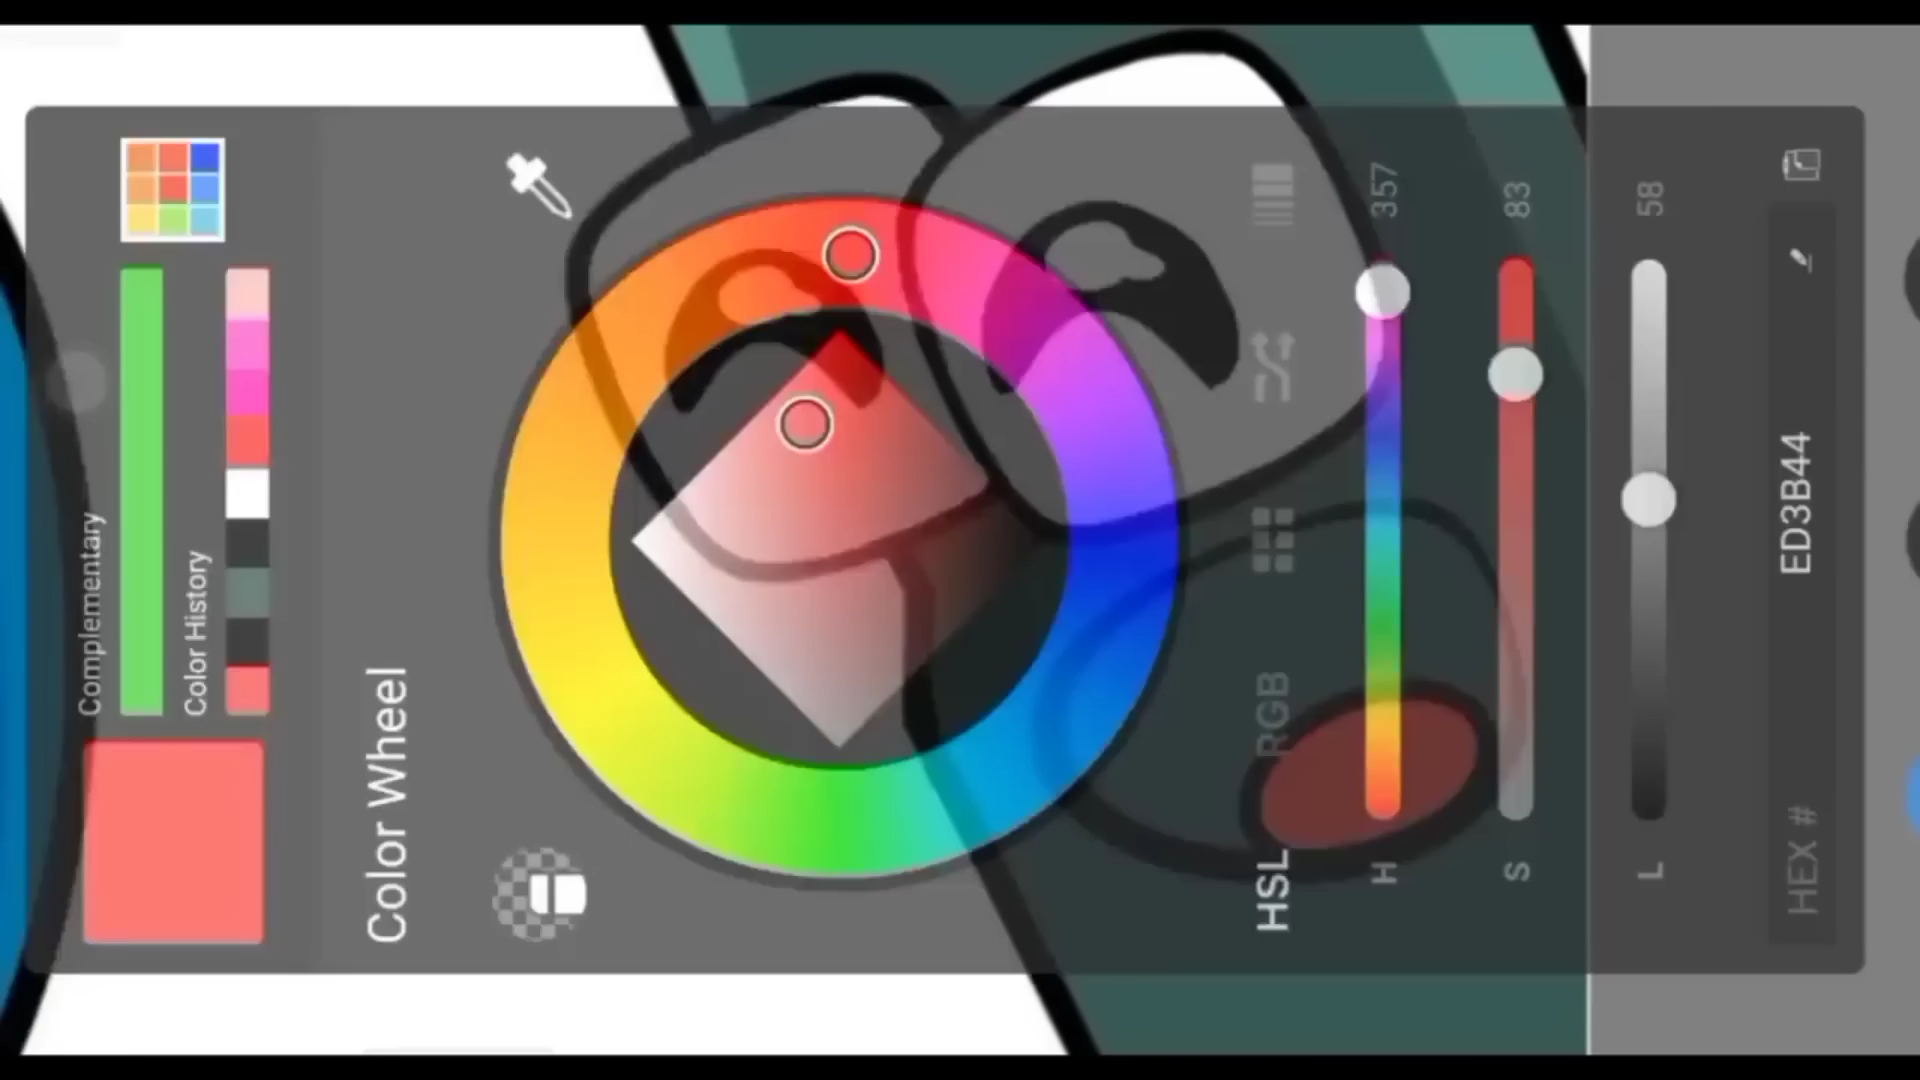 Complementary
Color History
Color Wheel
HSL RGB
H 357
S 83
L 58
HEX # ED3B44